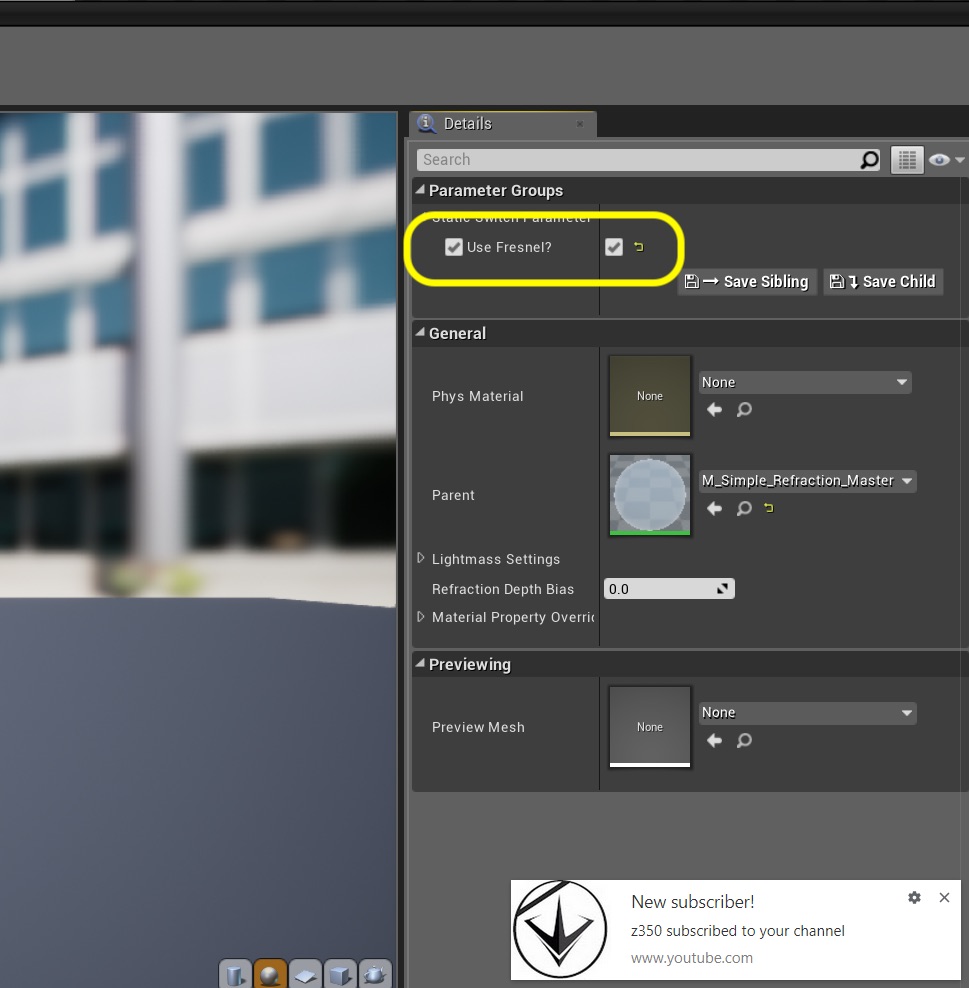 Details
Search
Parameter Groups
Static Switch Parameter
Use Fresnel?
Save Sibling
Save Child
General
Phys Material
None
None
Parent
M_Simple_Refraction_Master
Lightmass Settings
Refraction Depth Bias
0.0
Material Property Overri
Previewing
Preview Mesh
None
None
New subscriber!
z350 subscribed to your channel
www.youtube.com